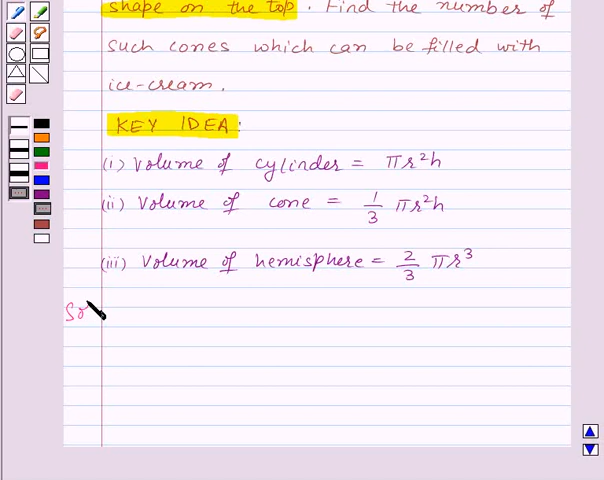 shape on the top. Find the number of
such cones which can be filled with
ice-cream.
KEY IDEA:
(i) Volume of cylinder = πr²h
(ii) Volume of cone = 1/3 πr²h
(iii) Volume of hemisphere = 2/3 πr³
So